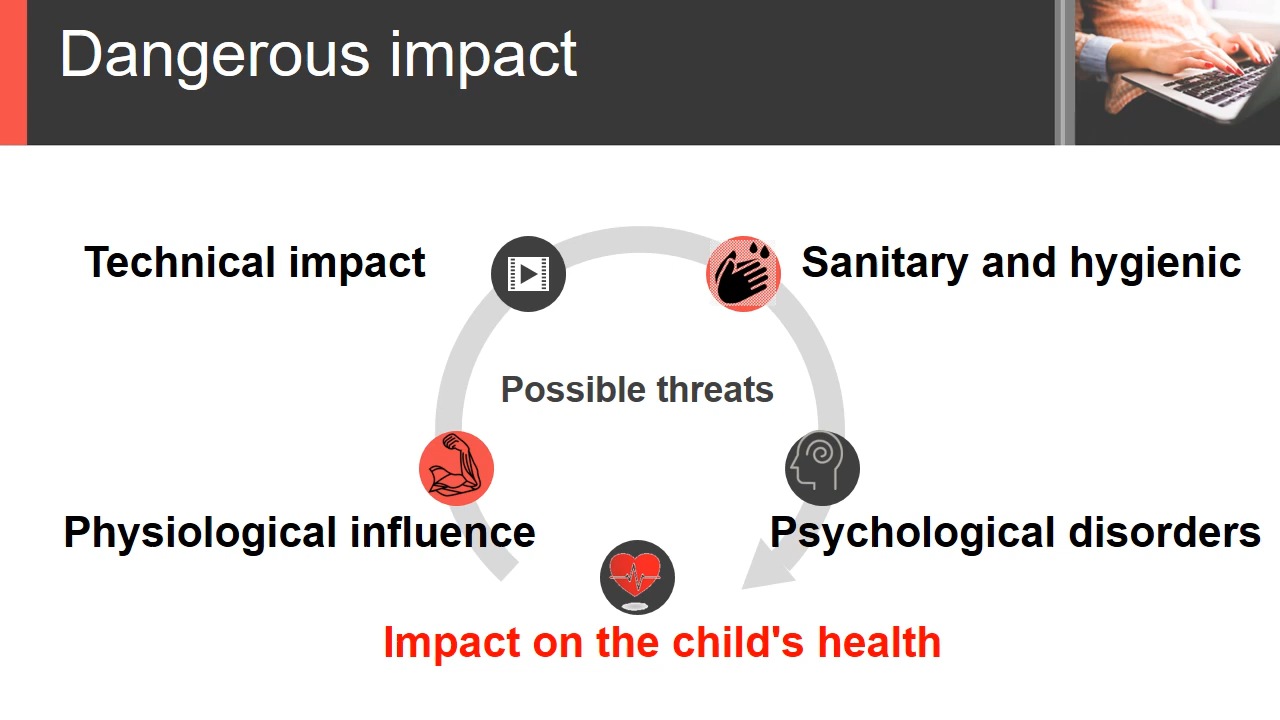 Dangerous impact
Technical impact
Sanitary and hygienic
Possible threats
Physiological influence
Psychological disorders
Impact on the child's health